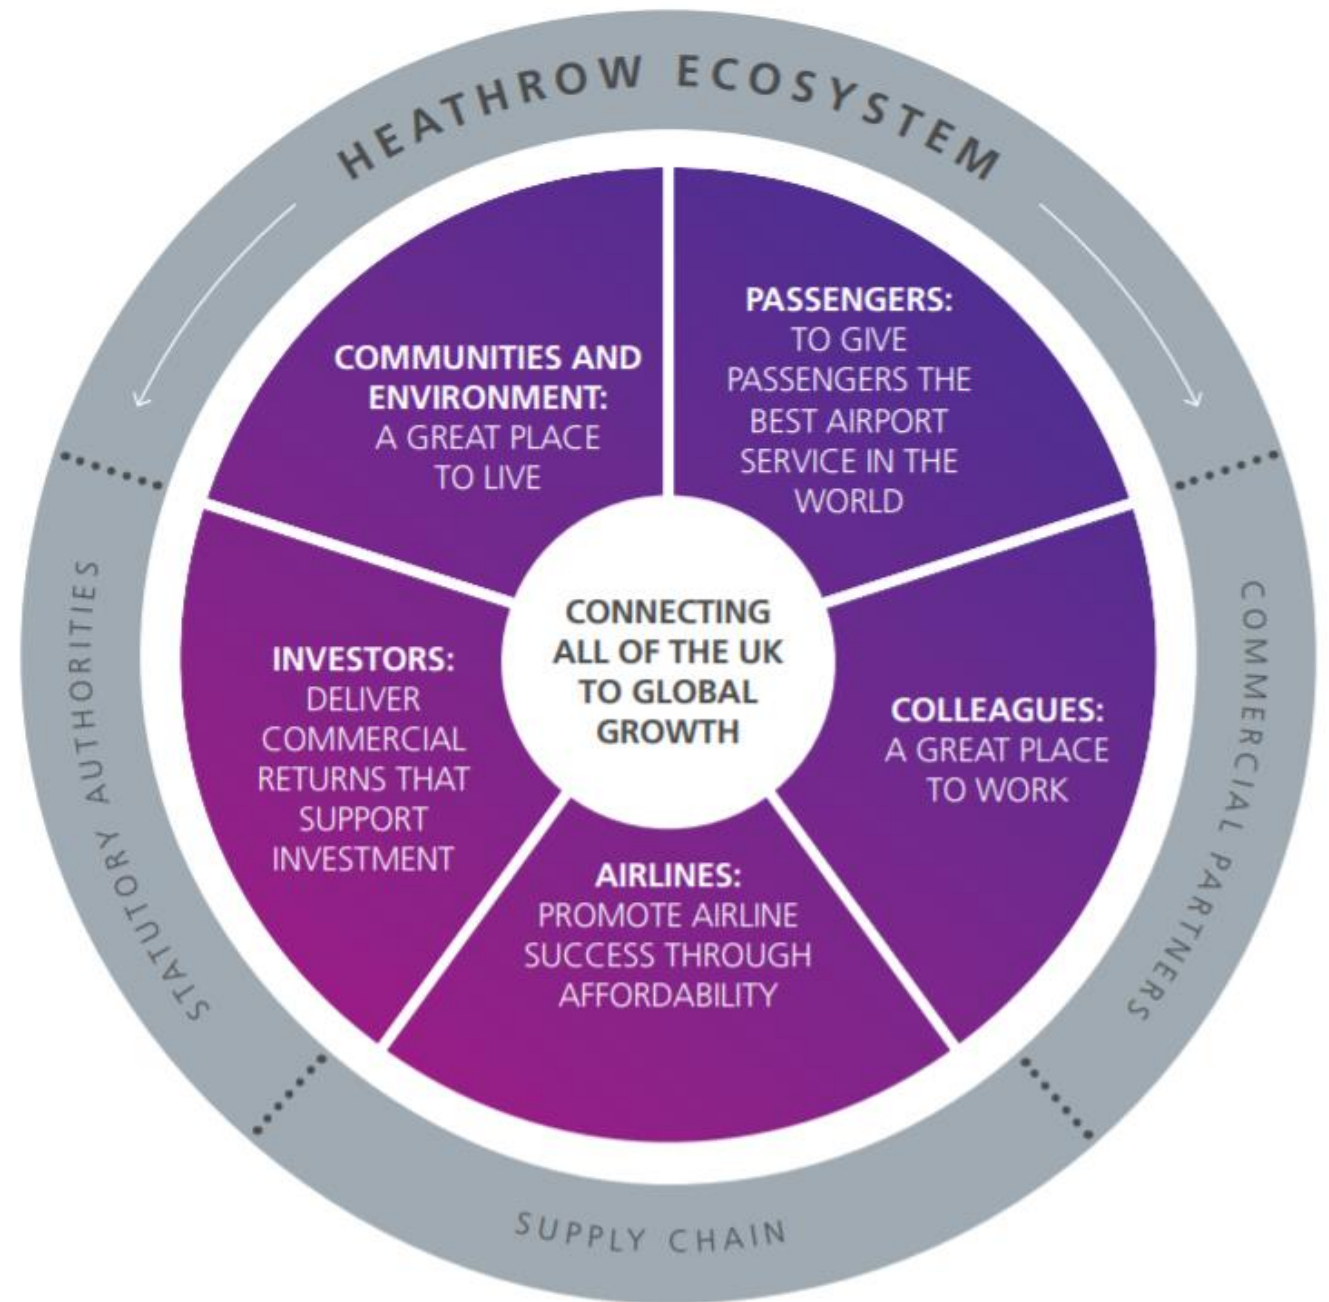 HEATHROW ECOSYSTEM
COMMUNITIES AND
ENVIRONMENT:
A GREAT PLACE
TO LIVE
PASSENGERS:
TO GIVE
PASSENGERS THE
BEST AIRPORT
SERVICE IN THE
WORLD
CONNECTING
ALL OF THE UK
TO GLOBAL
GROWTH
INVESTORS:
DELIVER
COMMERCIAL
RETURNS THAT
SUPPORT
INVESTMENT
COLLEAGUES:
A GREAT PLACE
TO WORK
AIRLINES:
PROMOTE AIRLINE
SUCCESS THROUGH
AFFORDABILITY
STATUTORY AUTHORITIES
COMMERCIAL PARTNERS
SUPPLY CHAIN